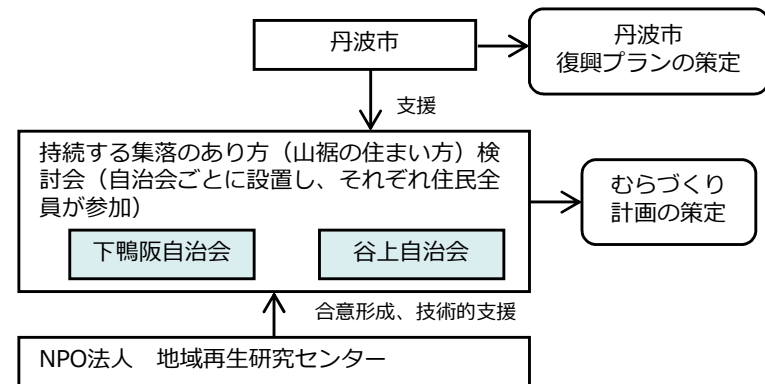 丹波市
丹波市
復興プランの策定
支援
持続する集落のあり方（山裾の住まい方）検
討会（自治会ごとに設置し、それぞれ住民全
員が参加）
むらづくり
計画の策定
下鴨阪自治会
谷上自治会
合意形成、技術的支援
NPO法人　地域再生研究センター